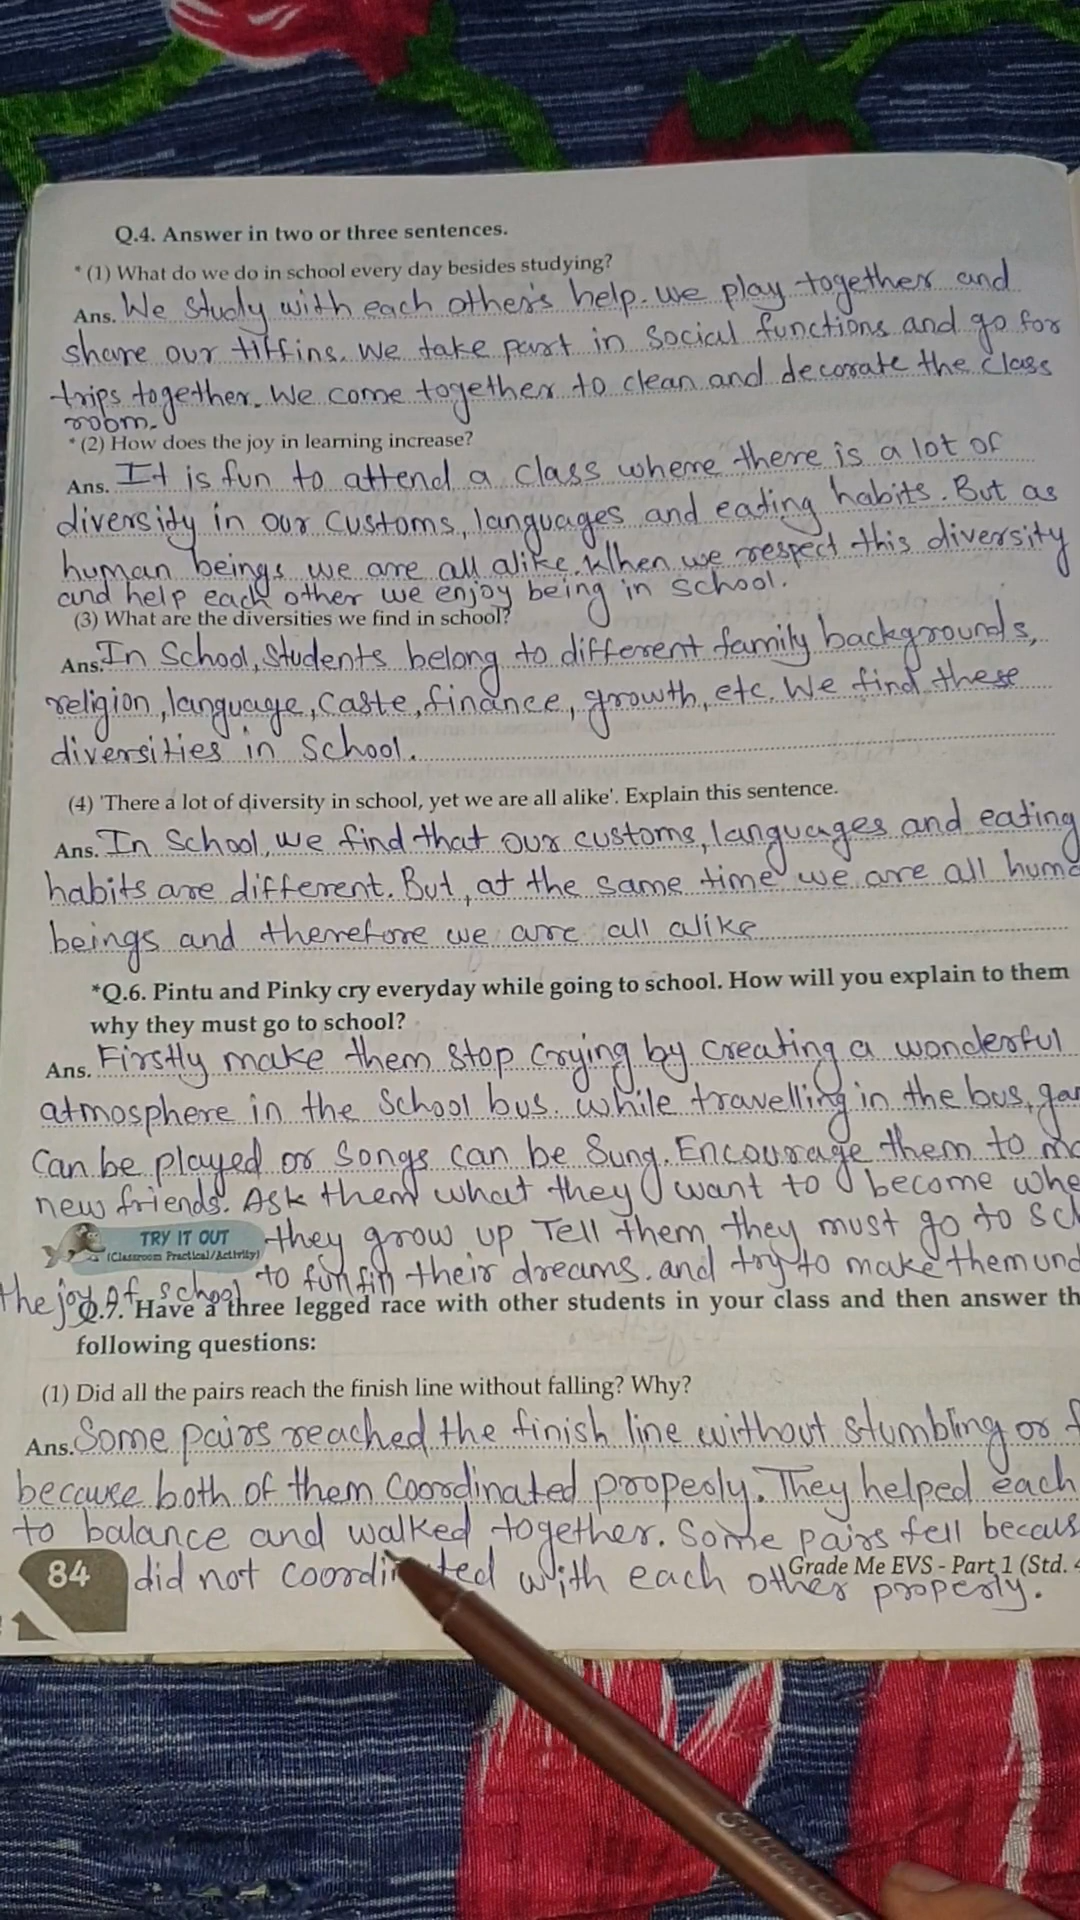 Q.4. Answer in two or three sentences.
* (1) What do we do in school every day besides studying?
Ans. We Study with each other's help. we play together and
share our tiffins. We take part in Social functions and go for
trips together. We come together to clean and decorate the class
room.
* (2) How does the joy in learning increase?
Ans. It is fun to attend a class where there is a lot of
diversity in our customs, languages and eating habits. But as
human beings we are all alike. When we respect this diversity
and help each other we enjoy being in school.
(3) What are the diversities we find in school?
Ans. In School, Students belong to different family backgrounds,
religion, language, Caste, finance, growth, etc. We find these
diversities in School.
(4) 'There a lot of diversity in school, yet we are all alike'. Explain this sentence.
Ans. In School, we find that our customs, languages and eating
habits are different. But, at the same time we are all
beings and therefore we are all alike
*Q.6. Pintu and Pinky cry everyday while going to school. How will you explain to them
why they must go to school?
Ans. Firstly make them stop crying by creating a wonderful
atmosphere in the School bus. while travelling in the bus,
Can be played or Songs can be Sung. Encourage them to
new friends. Ask them what they want to become
TRY IT OUT they grow up Tell them they must go to
(Classroom Practical/Activity)
to their dreams. and try to make them
the joy of school
Q.7. Have a three legged race with other students in your class and then answer
following questions:
(1) Did all the pairs reach the finish line without falling? Why?
Ans. Some pairs reached the finish line without stumbling or
because both of them Coordinated properly. They helped each
to balance and walked together. Some pairs fell
84 did not with each other properly.
Grade Me EVS - Part 1 (Std.